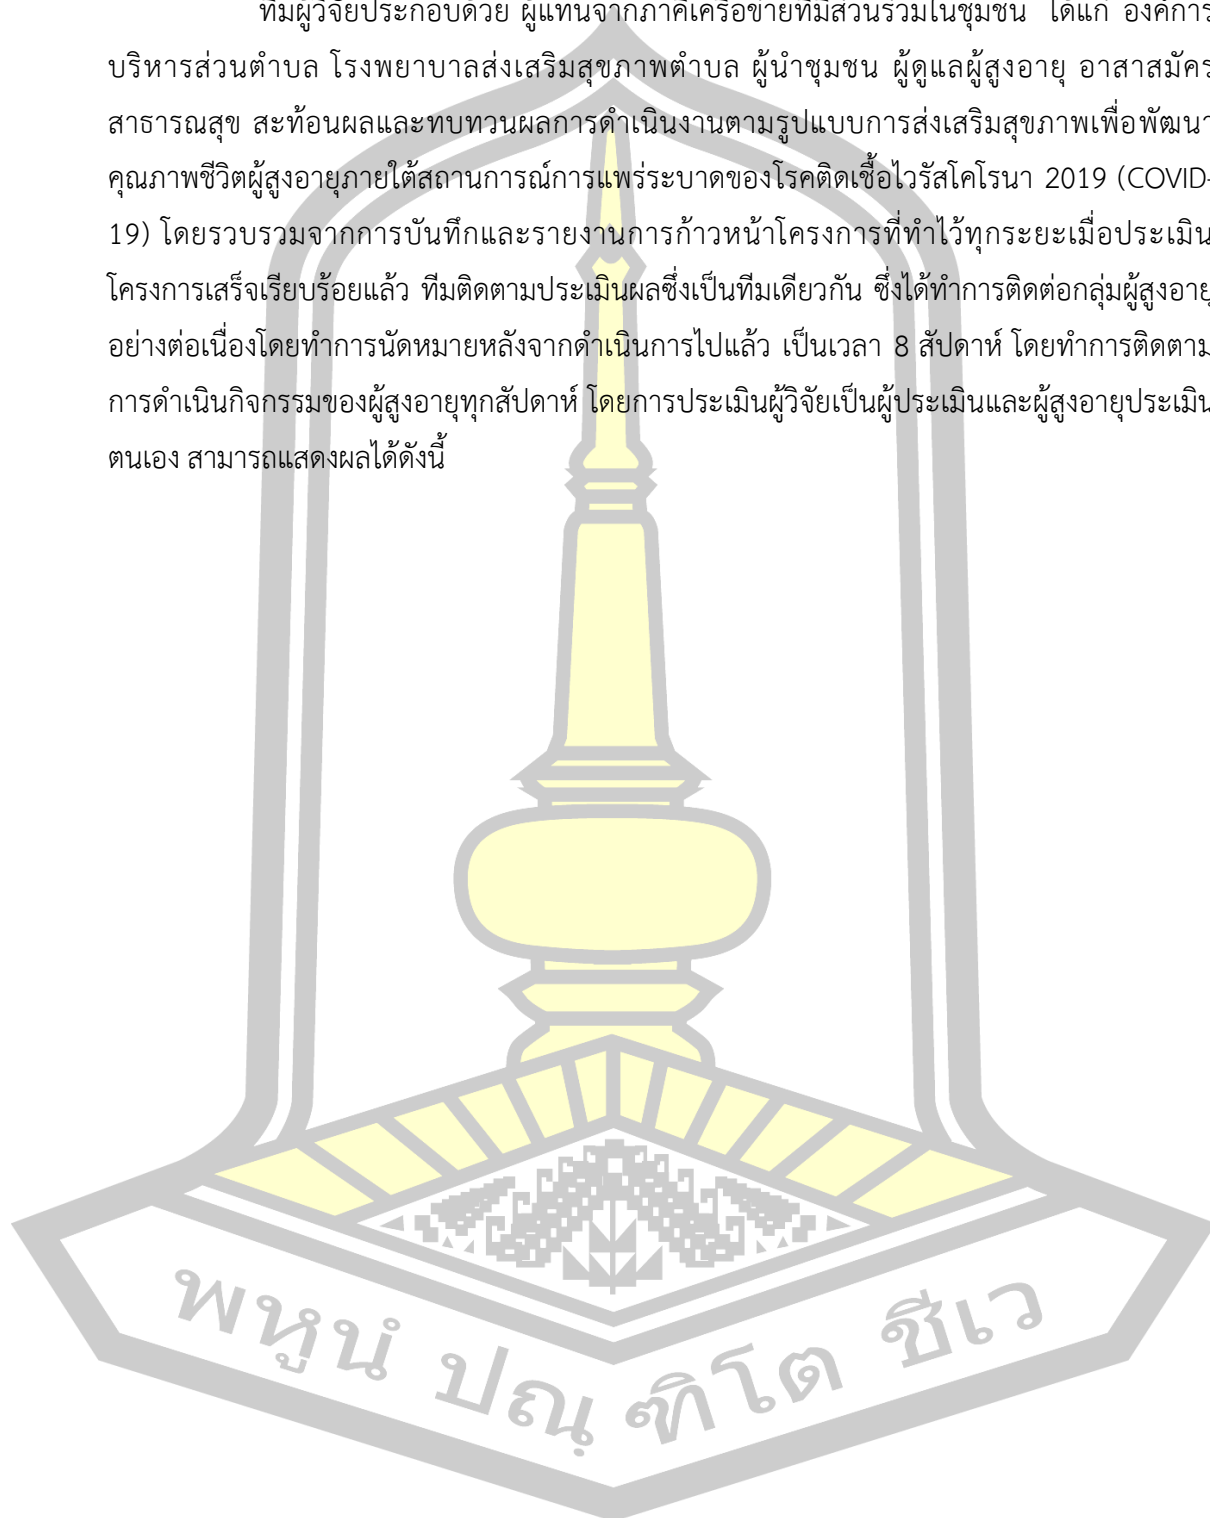 ทีมผู้วิจัยประกอบด้วย ผู้แทนจากภาคีเครือข่ายที่มีส่วนร่วมในชุมชน ได้แก่ องค์การ
บริหารส่วนตำบล โรงพยาบาลส่งเสริมสุขภาพตำบล ผู้นำชุมชน ผู้ดูแลผู้สูงอายุ อาสาสมัคร
สาธารณสุข สะท้อนผลและทบทวนผลการดำเนินงานตามรูปแบบการส่งเสริมสุขภาพเพื่อพัฒนา
คุณภาพชีวิตผู้สูงอายุภายใต้สถานการณ์การแพร่ระบาดของโรคติดเชื้อไวรัสโคโรนา 2019 (COVID-
19) โดยรวบรวมจากการบันทึกและรายงานการก้าวหน้าโครงการที่ทำไว้ทุกระยะเมื่อประเมิน
โครงการเสร็จเรียบร้อยแล้ว ทีมติดตามประเมินผลซึ่งเป็นทีมเดียวกัน ซึ่งได้ทำการติดต่อกลุ่มผู้สูงอายุ
อย่างต่อเนื่องโดยทำการนัดหมายหลังจากดำเนินการไปแล้ว เป็นเวลา 8 สัปดาห์ โดยทำการติดตาม
การดำเนินกิจกรรมของผู้สูงอายุทุกสัปดาห์ โดยการประเมินผู้วิจัยเป็นผู้ประเมินและผู้สูงอายุประเมิน
ตนเอง สามารถแสดงผลได้ดังนี้
พหูนํ ปณฺ ฑิโต ชีเว